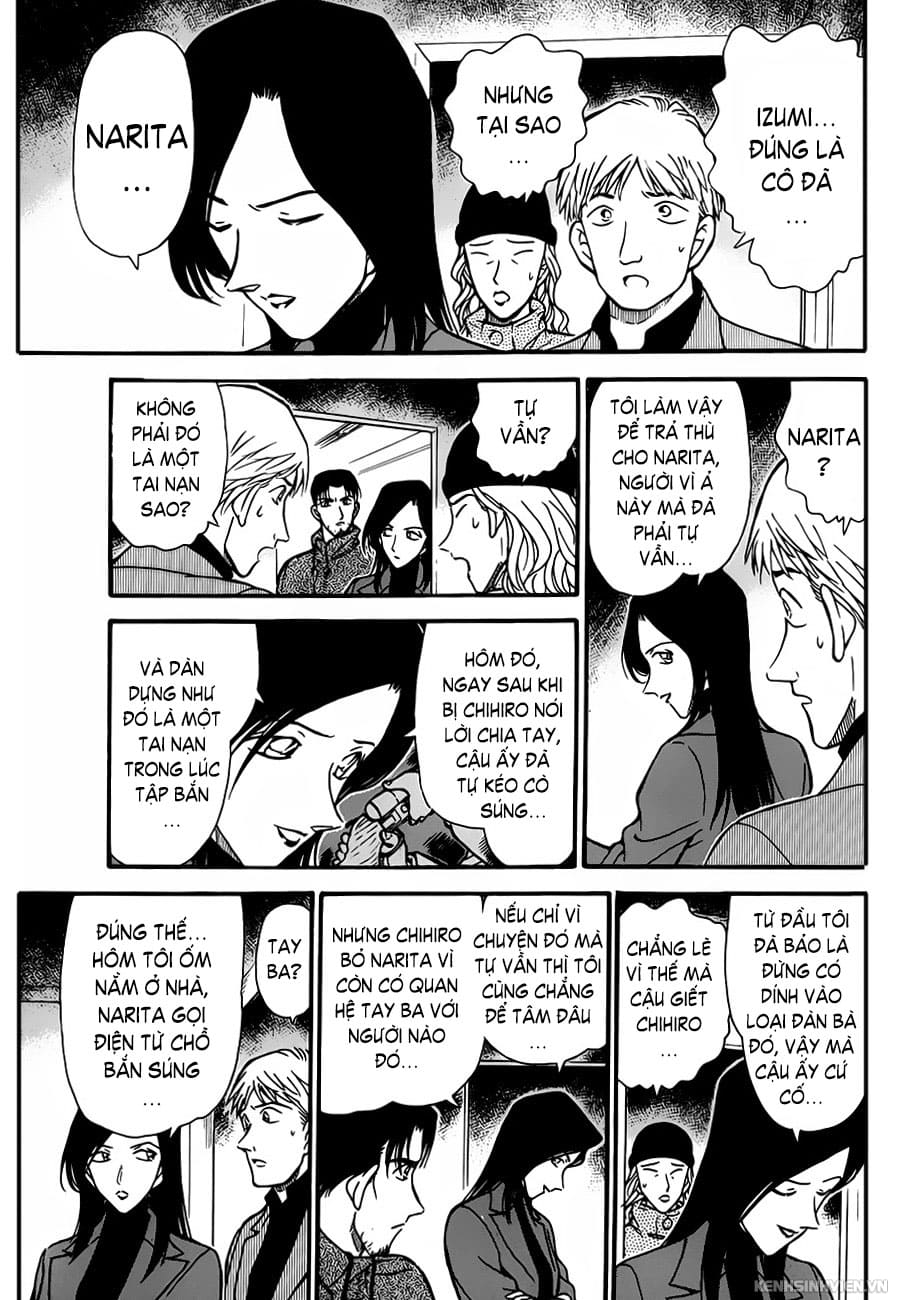 IZUMI...
ĐÚNG LÀ
CÔ ĐÃ
...
NHƯNG
TẠI SAO
...
NARITA
...
NARITA
?
TÔI LÀM VẬY
ĐỂ TRẢ THÙ
CHO NARITA,
NGƯỜI VÌ Ả
NÀY MÀ ĐÃ
PHẢI TỰ
VẪN...
TỰ
VẪN?
KHÔNG
PHẢI ĐÓ
LÀ MỘT
TAI NẠN
SAO?
HÔM ĐÓ,
NGAY SAU KHI
BỊ CHIHIRO NÓI
LỜI CHIA TAY,
CẬU ẤY ĐÃ
TỰ KÉO CÒ
SÚNG...
VÀ DÀN
DỰNG NHƯ
ĐÓ LÀ MỘT
TAI NẠN
TRONG LÚC
TẬP BẮN
...
TỪ ĐẦU TÔI
ĐÃ BẢO LÀ
ĐỪNG CÓ
DÍNH VÀO
LOẠI ĐÀN BÀ
ĐÓ, VẬY MÀ
CẬU ẤY CỨ
CỐ...
CHẲNG LẼ
VÌ THẾ MÀ
CẬU GIẾT
CHIHIRO
...
NẾU CHỈ VÌ
CHUYỆN ĐÓ MÀ
TỰ VẪN THÌ TÔI
CŨNG CHẲNG
ĐỂ TÂM ĐÂU
...
NHƯNG CHIHIRO
BỎ NARITA VÌ
CÒN CÓ QUAN
HỆ TAY BA VỚI
NGƯỜI NÀO
ĐÓ...
TAY
BA?
ĐÚNG THẾ...
HÔM TÔI ỐM
NẰM Ở NHÀ,
NARITA GỌI
ĐIỆN TỪ CHỖ
BẮN SÚNG
...
KENHSINHVIEN.VN